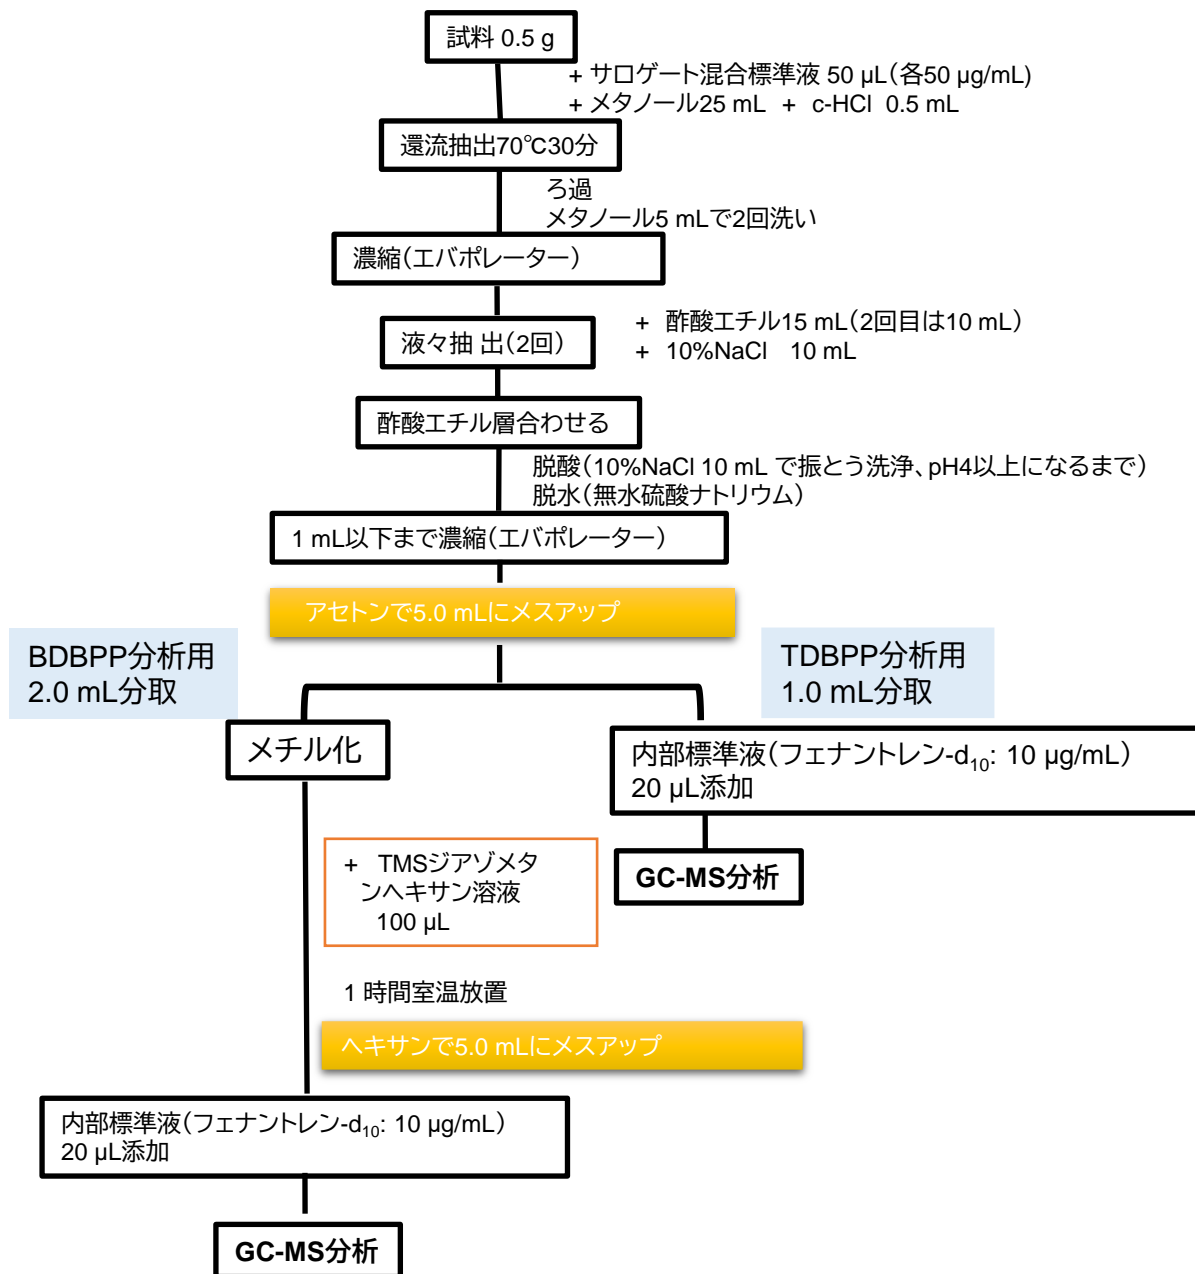 試料 0.5 g
+ サロゲート混合標準液 50 µL(各50 µg/mL)
+ メタノール25 mL + c-HCl 0.5 mL
還流抽出70℃30分
ろ過
メタノール5 mLで2回洗い
濃縮(エバポレーター)
液々抽 出(2回)
+ 酢酸エチル15 mL(2回目は10 mL)
+ 10%NaCl 10 mL
酢酸エチル層合わせる
脱酸(10%NaCl 10 mL で振とう洗浄、pH4以上になるまで)
脱水(無水硫酸ナトリウム)
1 mL以下まで濃縮(エバポレーター)
アセトンで5.0 mLにメスアップ
BDBPP分析用
2.0 mL分取
TDBPP分析用
1.0 mL分取
メチル化
内部標準液(フェナントレン-d10: 10 µg/mL)
20 µL添加
GC-MS分析
+ TMSジアゾメタ
ンヘキサン溶液
100 µL
1 時間室温放置
ヘキサンで5.0 mLにメスアップ
内部標準液(フェナントレン-d10: 10 µg/mL)
20 µL添加
GC-MS分析